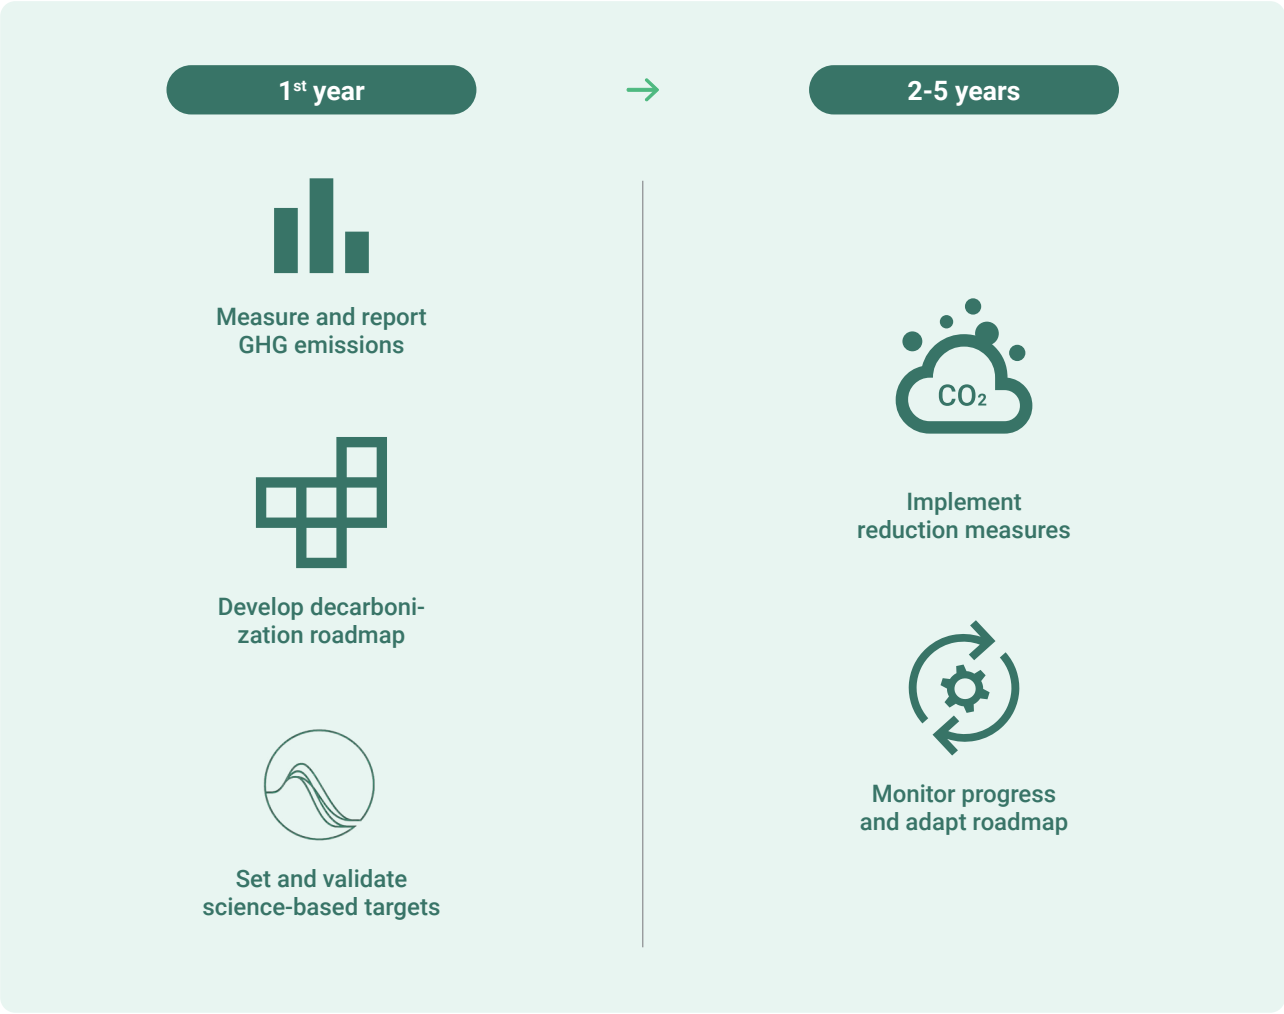 1st year
Measure and report
GHG emissions
Develop decarboni-
zation roadmap
Set and validate
science-based targets
2-5 years
CO₂
Implement
reduction measures
Monitor progress
and adapt roadmap